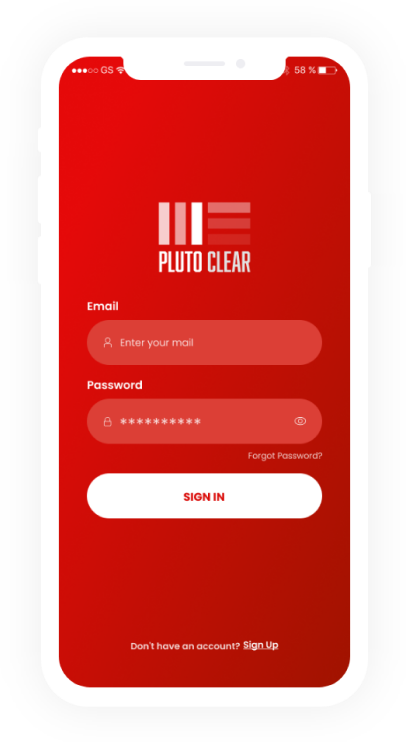 GS 58 %
PLUTO CLEAR
Email
Enter your mail
Password
**********
Forgot Password?
SIGN IN
Don't have an account? Sign Up